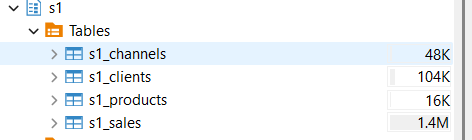 s1
Tables
s1_channels 48K
s1_clients 104K
s1_products 16K
s1_sales 1.4M